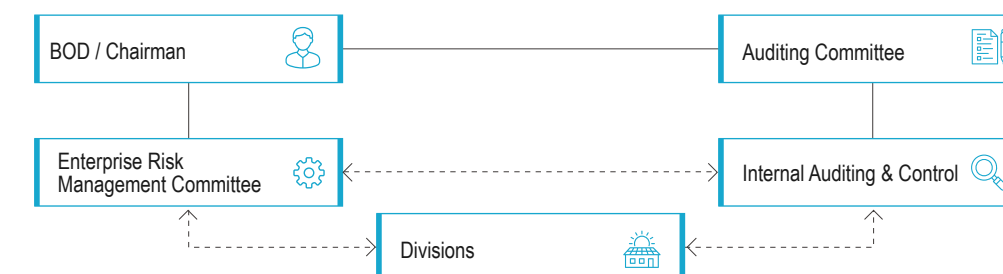 BOD / Chairman
Auditing Committee
Enterprise Risk
Management Committee
Internal Auditing & Control
Divisions